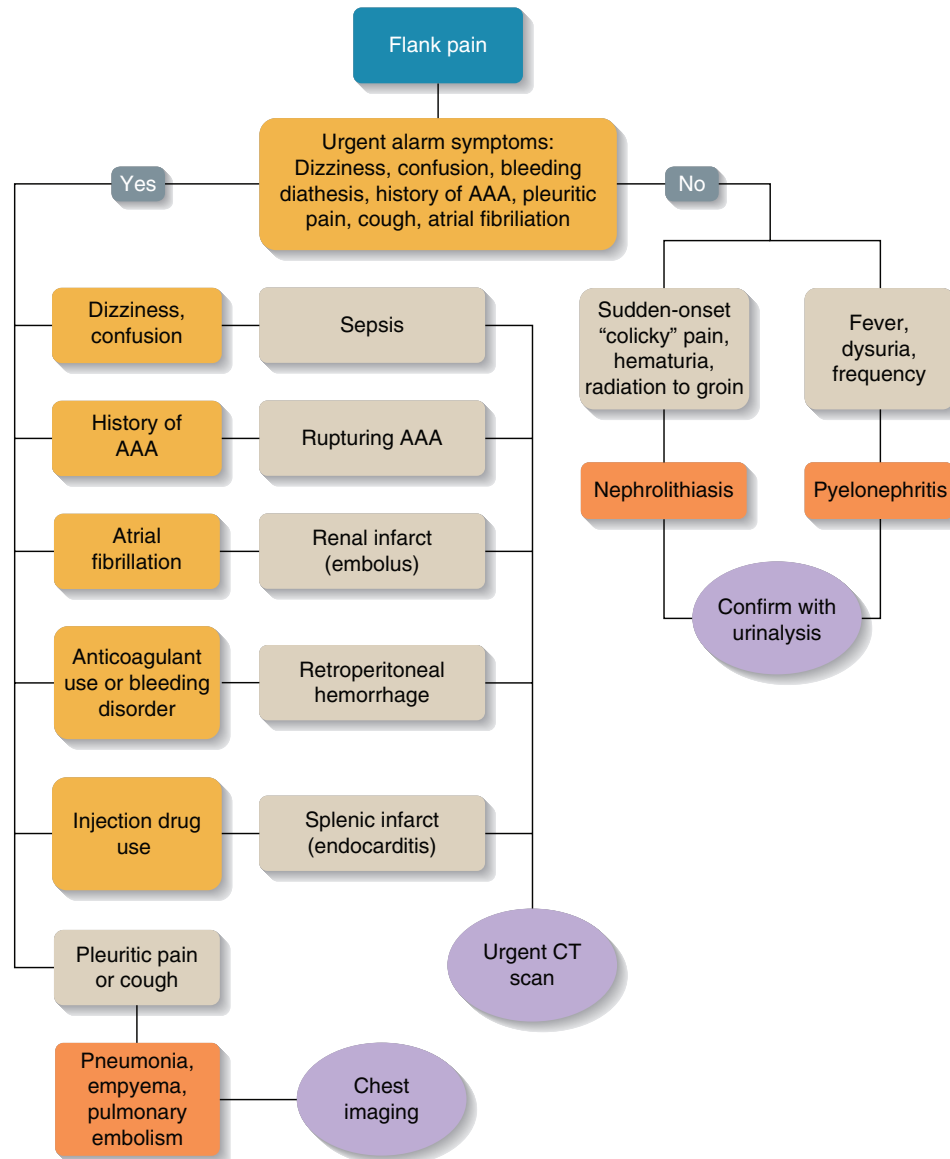 Flank pain
Urgent alarm symptoms:
Dizziness, confusion, bleeding
diathesis, history of AAA, pleuritic
pain, cough, atrial fibriliation
Yes
No
Dizziness,
confusion
Sepsis
Sudden-onset
“colicky” pain,
hematuria,
radiation to groin
Fever,
dysuria,
frequency
History of
AAA
Rupturing AAA
Nephrolithiasis
Pyelonephritis
Atrial
fibrillation
Renal infarct
(embolus)
Confirm with
urinalysis
Anticoagulant
use or bleeding
disorder
Retroperitoneal
hemorrhage
Injection drug
use
Splenic infarct
(endocarditis)
Urgent CT
scan
Pleuritic pain
or cough
Pneumonia,
empyema,
pulmonary
embolism
Chest
imaging